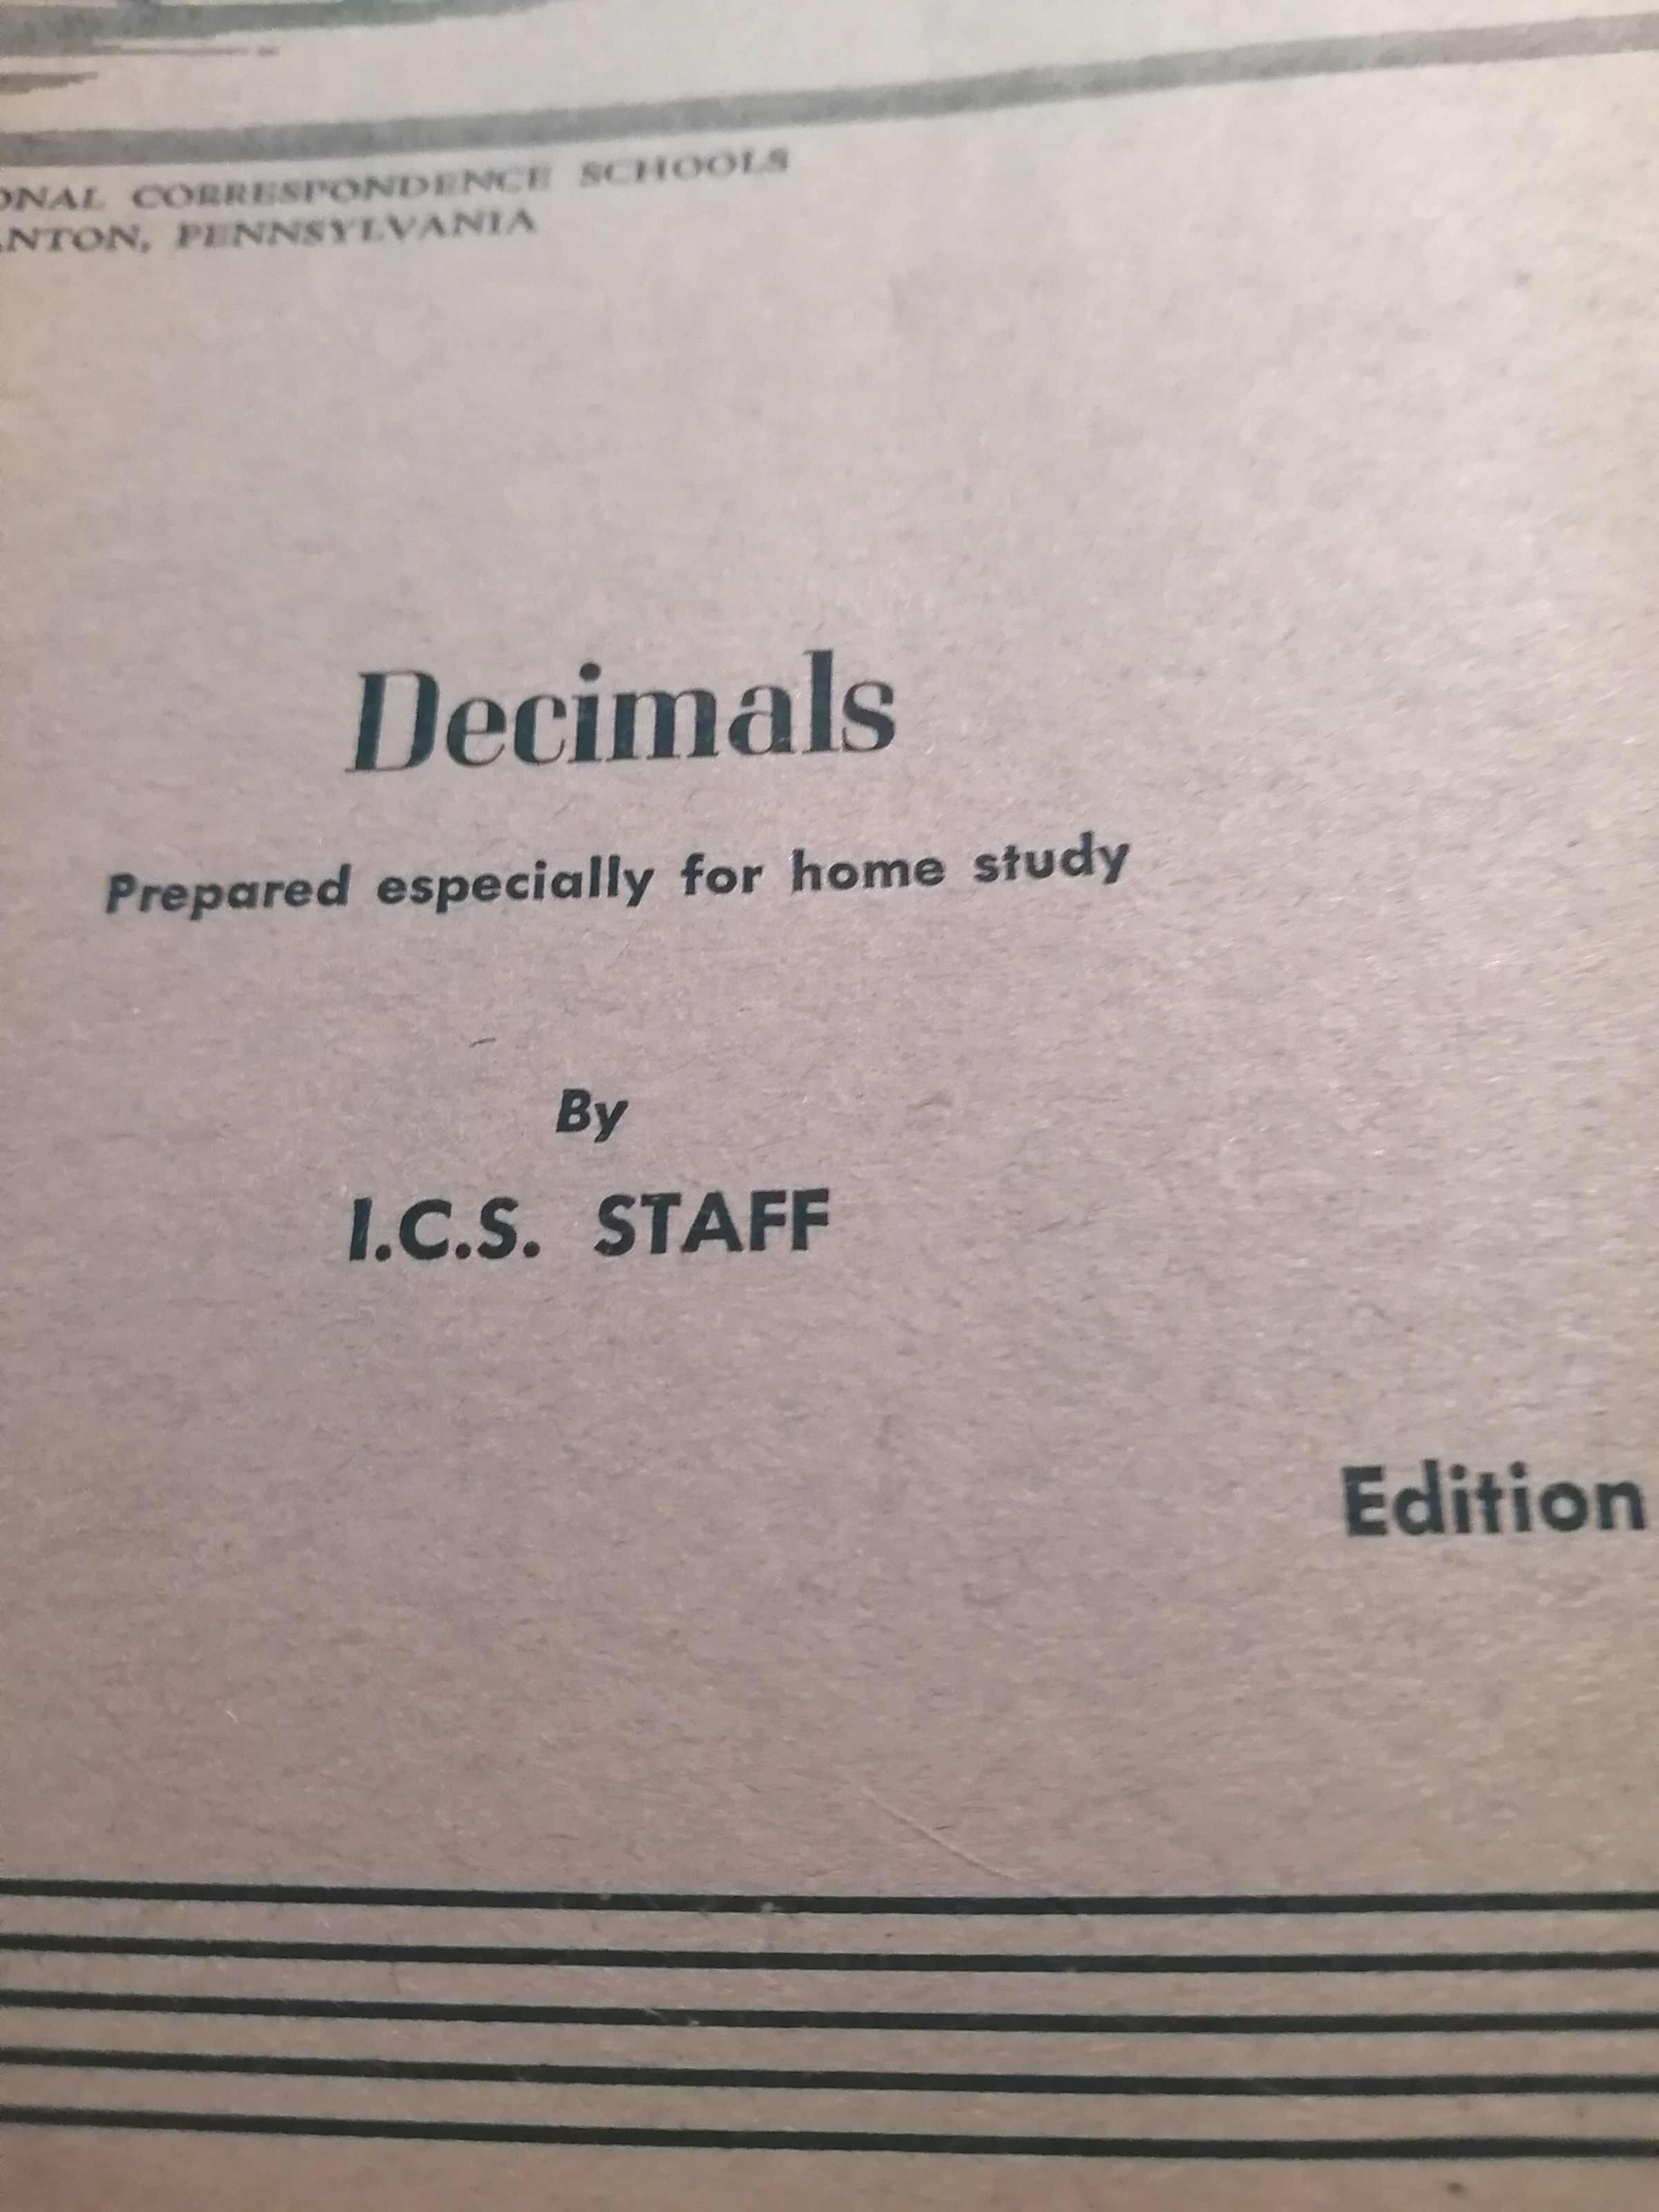 ONAL CORRESPONDENCE SCHOOLS
ANTON, PENNSYLVANIA
Decimals
Prepared especially for home study
By
I.C.S. STAFF
Edition